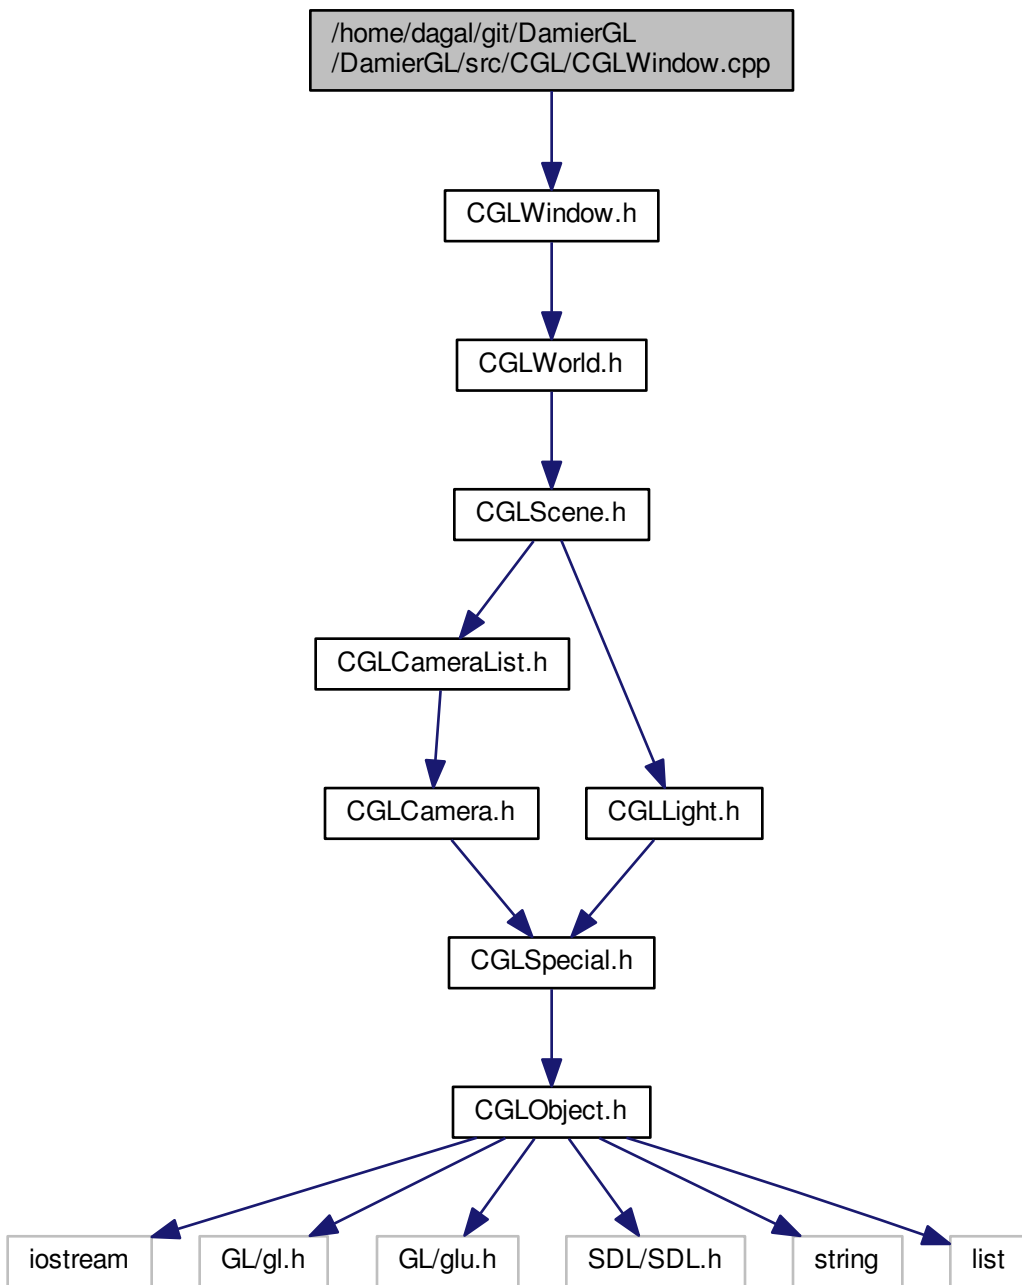 /home/dagal/git/DamierGL
/DamierGL/src/CGL/CGLWindow.cpp
CGLWindow.h
CGLWorld.h
CGLScene.h
CGLCameraList.h
CGLCamera.h
CGLLight.h
CGLSpecial.h
CGLObject.h
iostream
GL/gl.h
GL/glu.h
SDL/SDL.h
string
list